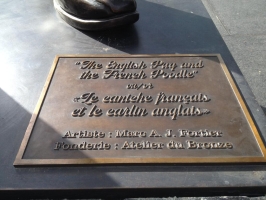 "The English Pug and
the French Poodle"
«Le caniche français
et le carlin anglais»
Artiste : Marc A. J. Fortier
Fonderie : Atelier du Bronze